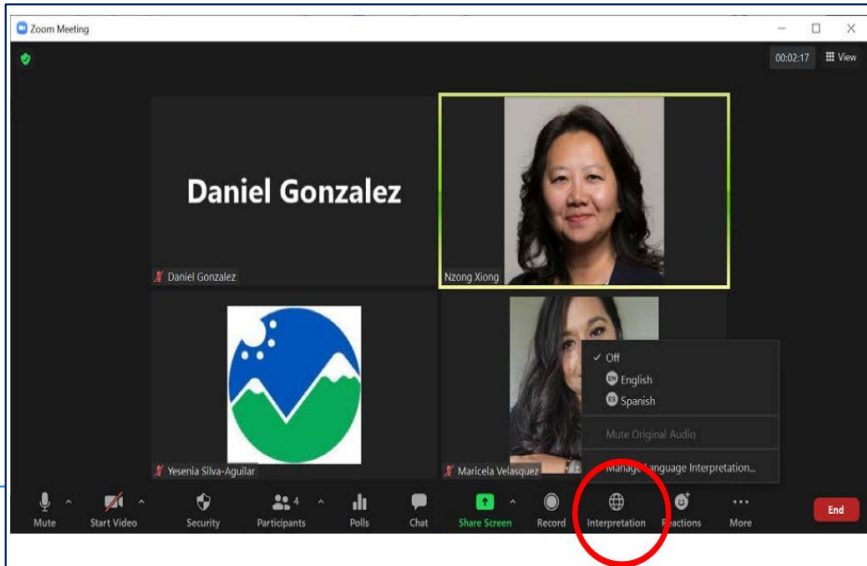 Zoom Meeting
00:02:17 View
Daniel Gonzalez
Daniel Gonzalez
Nzong Xiong
Off
EN English
ES Spanish
Mute Original Audio
Manage Language Interpretation...
Yesenia Silva-Aguilar
Maricela Velasquez
4
Mute Start Video Security Participants Polls Chat Share Screen Record Interpretation Reactions More
End